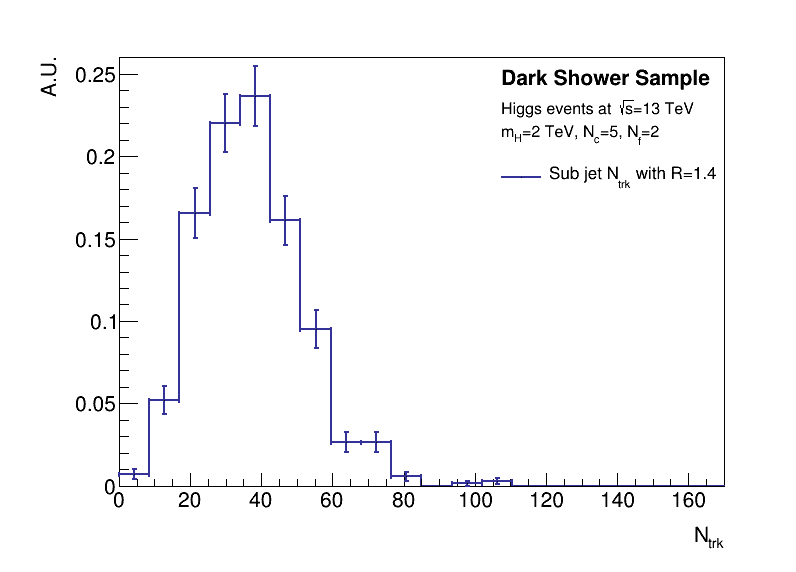 A.U.
0.25
0.2
0.15
0.1
0.05
0
0 20 40 60 80 100 120 140 160
N_trk
Dark Shower Sample
Higgs events at √s=13 TeV
m_H=2 TeV, N_c=5, N_f=2
Sub jet N_trk with R=1.4